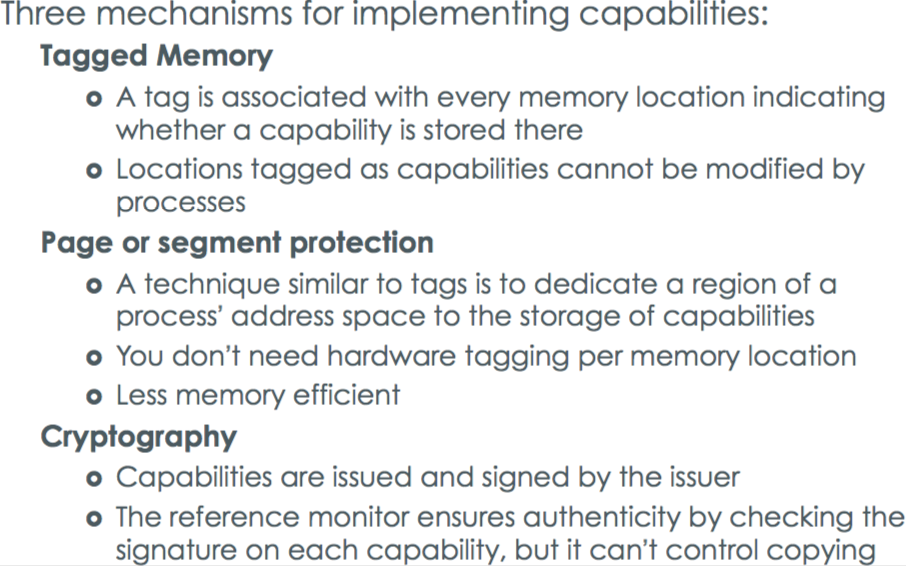 Three mechanisms for implementing capabilities:
Tagged Memory
A tag is associated with every memory location indicating
whether a capability is stored there
Locations tagged as capabilities cannot be modified by
processes
Page or segment protection
A technique similar to tags is to dedicate a region of a
process’ address space to the storage of capabilities
You don’t need hardware tagging per memory location
Less memory efficient
Cryptography
Capabilities are issued and signed by the issuer
The reference monitor ensures authenticity by checking the
signature on each capability, but it can’t control copying